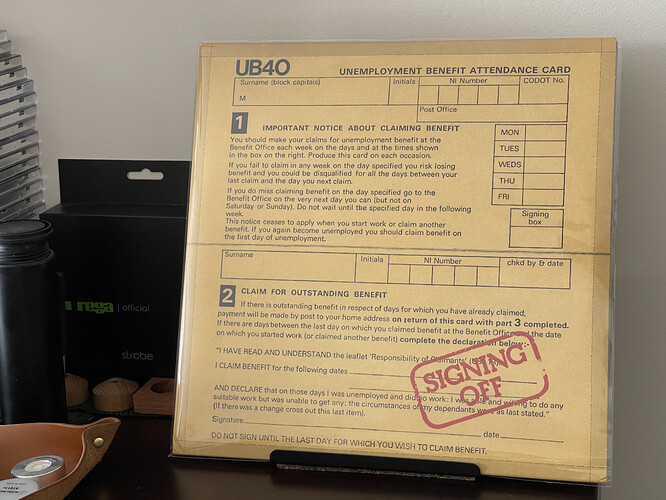 UB40 UNEMPLOYMENT BENEFIT ATTENDANCE CARD
Surname (block capitals) Initials NI Number CODOT No.
M
Post Office
1 IMPORTANT NOTICE ABOUT CLAIMING BENEFIT
You should make your claims for unemployment benefit at the
Benefit Office each week on the days and at the times shown
in the box on the right. Produce this card on each occasion.
If you fail to claim in any week on the day specified you risk losing
benefit and you could be disqualified for all the days between your
last claim and the day you next claim.
If you do miss claiming benefit on the day specified go to the
Benefit Office on the very next day you can (but not on
Saturday or Sunday). Do not wait until the specified day in the following
week.
This notice ceases to apply when you start work or claim another
benefit. If you again become unemployed you should claim benefit on
the first day of unemployment.
MON
TUES
WEDS
THU
FRI
Signing
box
Surname Initials NI Number chkd by & date
2 CLAIM FOR OUTSTANDING BENEFIT
If there is outstanding benefit in respect of days for which you have already claimed,
payment will be made by post to your home address on return of this card with part 3 completed.
If there are days between the last day on which you claimed benefit at the Benefit Office and the date
on which you started work (or claimed another benefit) complete the declaration below:-
"I HAVE READ AND UNDERSTAND the leaflet 'Responsibility of Claimants'
I CLAIM BENEFIT for the following dates
AND DECLARE that on those days I was unemployed and did no work: I was able and willing to do any
suitable work but was unable to get any: the circumstances of my dependants were as last stated."
(If there was a change cross out this last item).
Signature date
DO NOT SIGN UNTIL THE LAST DAY FOR WHICH YOU WISH TO CLAIM BENEFIT.
SIGNING
OFF
rega | official
strobe